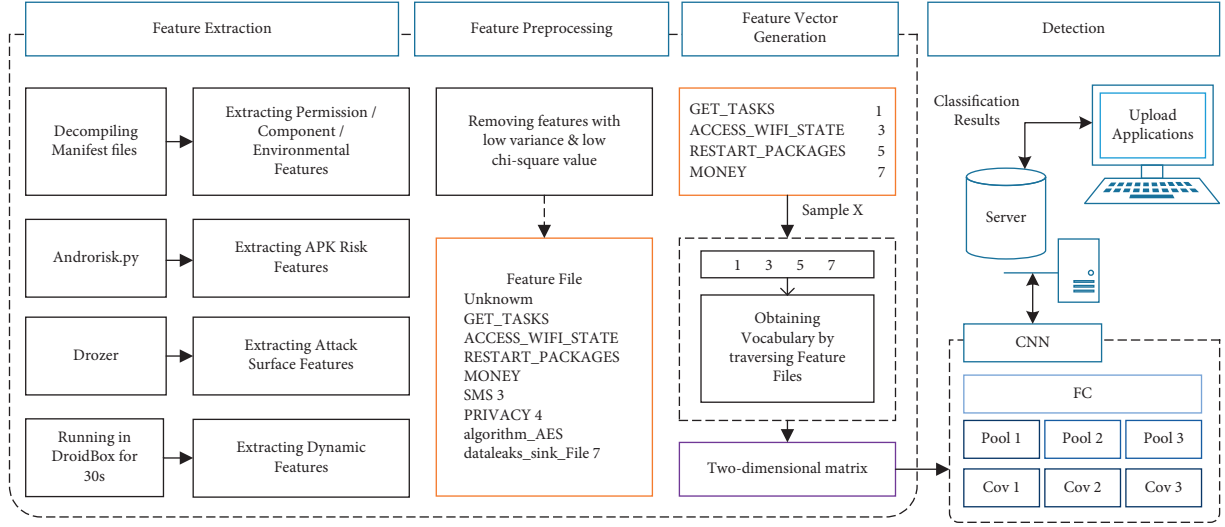 Feature Extraction
Feature Preprocessing
Feature Vector
Generation
Detection
Decompiling
Manifest files
Extracting Permission /
Component /
Environmental
Features
Androrisk.py
Extracting APK Risk
Features
Drozer
Extracting Attack
Surface Features
Running in
DroidBox for
30s
Extracting Dynamic
Features
Removing features with
low variance & low
chi-square value
Feature File
Unknowm
GET_TASKS
ACCESS_WIFI_STATE
RESTART_PACKAGES
MONEY
SMS 3
PRIVACY 4
algorithm_AES
dataleaks_sink_File 7
GET_TASKS 1
ACCESS_WIFI_STATE 3
RESTART_PACKAGES 5
MONEY 7
Sample X
1 3 5 7
Obtaining
Vocabulary by
traversing Feature
Files
Two-dimensional matrix
Classification
Results
Upload
Applications
Server
CNN
FC
Pool 1 Pool 2 Pool 3
Cov 1 Cov 2 Cov 3